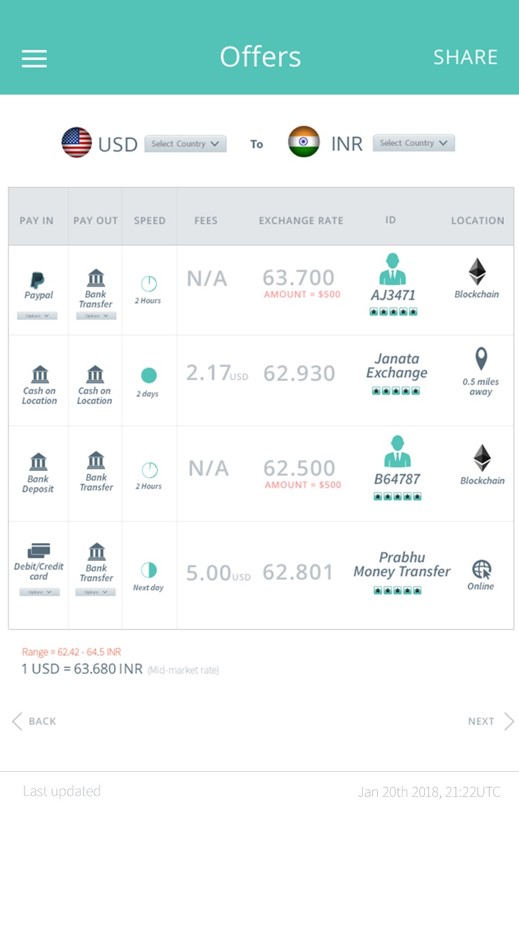 Offers
SHARE
USD Select Country To INR Select Country
PAY IN PAY OUT SPEED FEES EXCHANGE RATE ID LOCATION
Paypal
Options
Bank
Transfer
Options
2 Hours
N/A
63.700
AMOUNT = $500
AJ3471
Blockchain
Cash on
Location
Cash on
Location
2 days
2.17USD
62.930
Janata
Exchange
0.5 miles
away
Bank
Deposit
Bank
Transfer
2 Hours
N/A
62.500
AMOUNT = $500
B64787
Blockchain
Debit/Credit
card
Options
Bank
Transfer
Options
Next day
5.00USD
62.801
Prabhu
Money Transfer
Online
Range = 62.42 - 64.5 INR
1 USD = 63.680 INR (Mid-market rate)
BACK NEXT
Last updated Jan 20th 2018, 21:22UTC